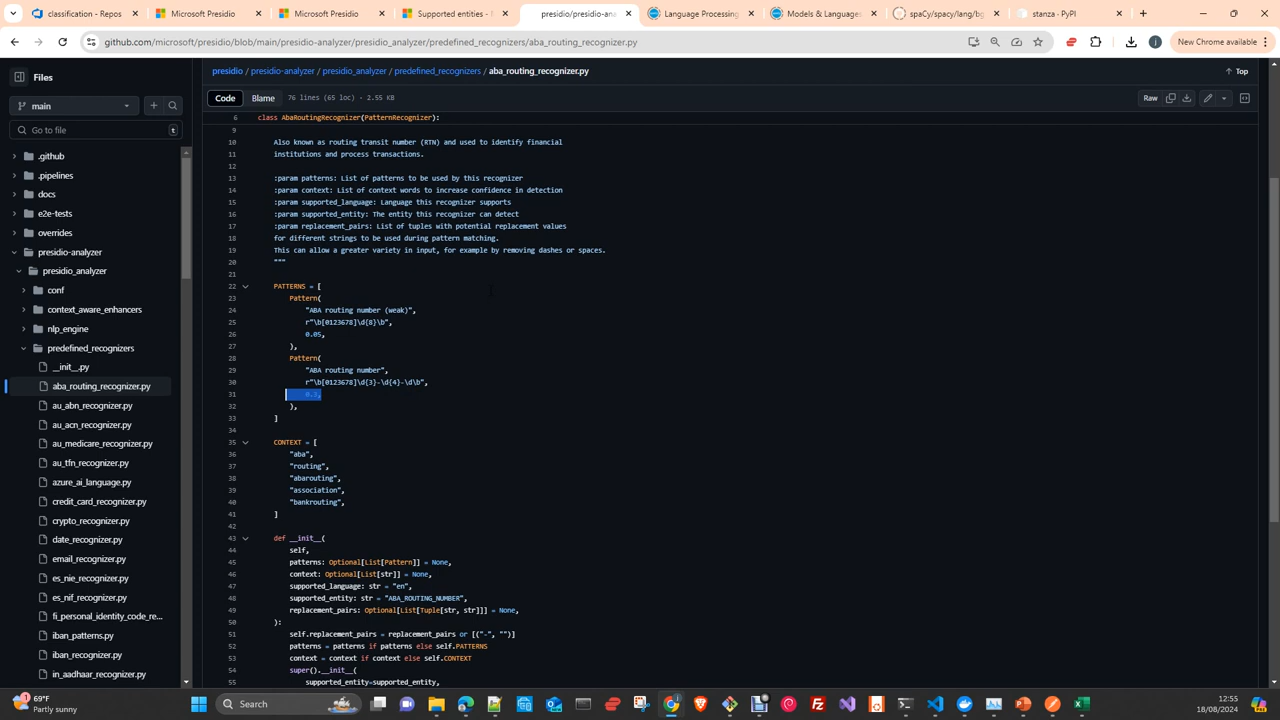 classification - Repos
Microsoft Presidio
Microsoft Presidio
Supported entities - M
presidio/presidio-ana
Language Processing
Models & Languages
spaCy/spacy/lang/bg
stanza · PyPI
github.com/microsoft/presidio/blob/main/presidio-analyzer/presidio_analyzer/predefined_recognizers/aba_routing_recognizer.py
New Chrome available
Files
presidio / presidio-analyzer / presidio_analyzer / predefined_recognizers / aba_routing_recognizer.py
Top
main
Code Blame 76 lines (65 loc) · 2.55 KB
Raw
Go to file
t
.github
.pipelines
docs
e2e-tests
overrides
presidio-analyzer
presidio_analyzer
conf
context_aware_enhancers
nlp_engine
predefined_recognizers
__init__.py
aba_routing_recognizer.py
au_abn_recognizer.py
au_acn_recognizer.py
au_medicare_recognizer.py
au_tfn_recognizer.py
azure_ai_language.py
credit_card_recognizer.py
crypto_recognizer.py
date_recognizer.py
email_recognizer.py
es_nie_recognizer.py
es_nif_recognizer.py
fi_personal_identity_code_re...
iban_patterns.py
iban_recognizer.py
in_aadhaar_recognizer.py
6 class AbaRoutingRecognizer(PatternRecognizer):
9
10 Also known as routing transit number (RTN) and used to identify financial
11 institutions and process transactions.
12
13 :param patterns: List of patterns to be used by this recognizer
14 :param context: List of context words to increase confidence in detection
15 :param supported_language: Language this recognizer supports
16 :param supported_entity: The entity this recognizer can detect
17 :param replacement_pairs: List of tuples with potential replacement values
18 for different strings to be used during pattern matching.
19 This can allow a greater variety in input, for example by removing dashes or spaces.
20 """
21
22 PATTERNS = [
23 Pattern(
24 "ABA routing number (weak)",
25 r"\b[0123678]\d{8}\b",
26 0.05,
27 ),
28 Pattern(
29 "ABA routing number",
30 r"\b[0123678]\d{3}-\d{4}-\d\b",
31 0.3,
32 ),
33 ]
34
35 CONTEXT = [
36 "aba",
37 "routing",
38 "abarouting",
39 "association",
40 "bankrouting",
41 ]
42
43 def __init__(
44 self,
45 patterns: Optional[List[Pattern]] = None,
46 context: Optional[List[str]] = None,
47 supported_language: str = "en",
48 supported_entity: str = "ABA_ROUTING_NUMBER",
49 replacement_pairs: Optional[List[Tuple[str, str]]] = None,
50 ):
51 self.replacement_pairs = replacement_pairs or [("-", "")]
52 patterns = patterns if patterns else self.PATTERNS
53 context = context if context else self.CONTEXT
54 super().__init__(
55 supported_entity=supported_entity,
69°F
Partly sunny
Search
12:55
18/08/2024